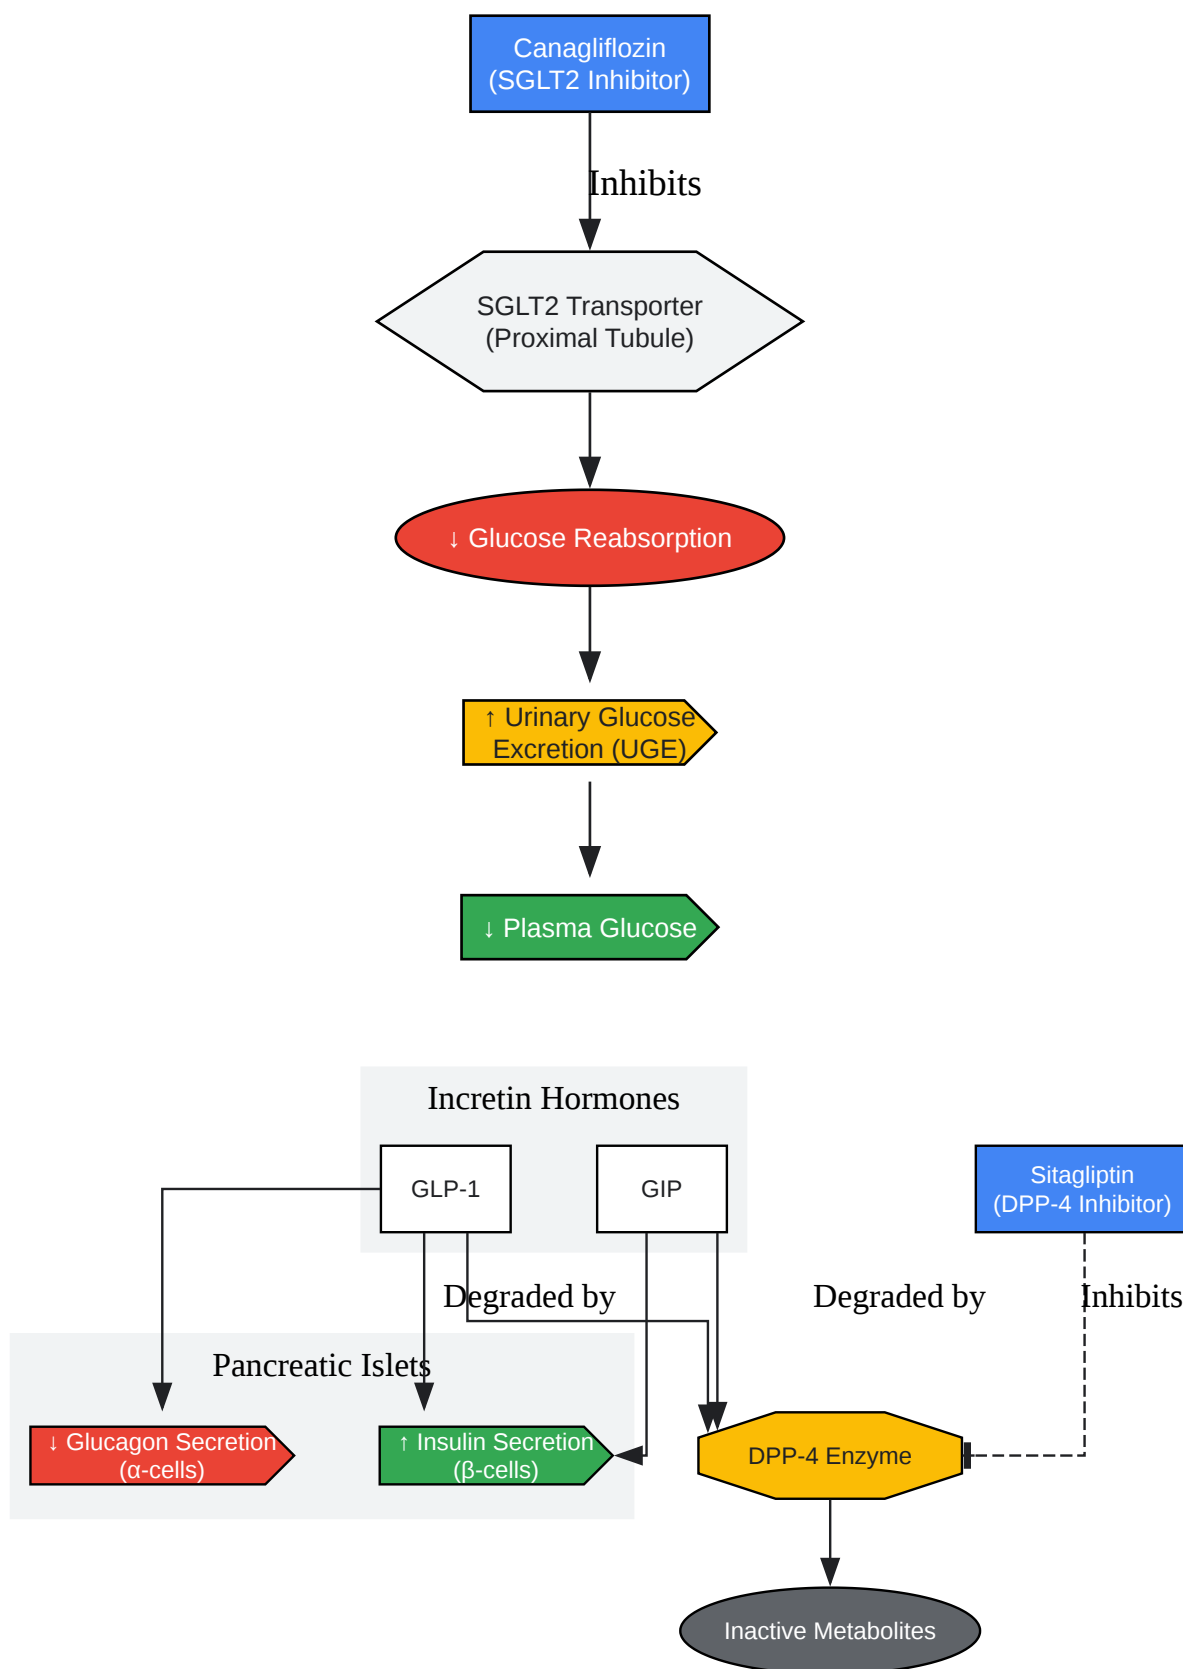 Canagliflozin
(SGLT2 Inhibitor)
Inhibits
SGLT2 Transporter
(Proximal Tubule)
↓ Glucose Reabsorption
↑ Urinary Glucose
Excretion (UGE)
↓ Plasma Glucose
Incretin Hormones
GLP-1
GIP
Sitagliptin
(DPP-4 Inhibitor)
Degraded by
Degraded by
Inhibits
Pancreatic Islets
↓ Glucagon Secretion
(α-cells)
↑ Insulin Secretion
(β-cells)
DPP-4 Enzyme
Inactive Metabolites